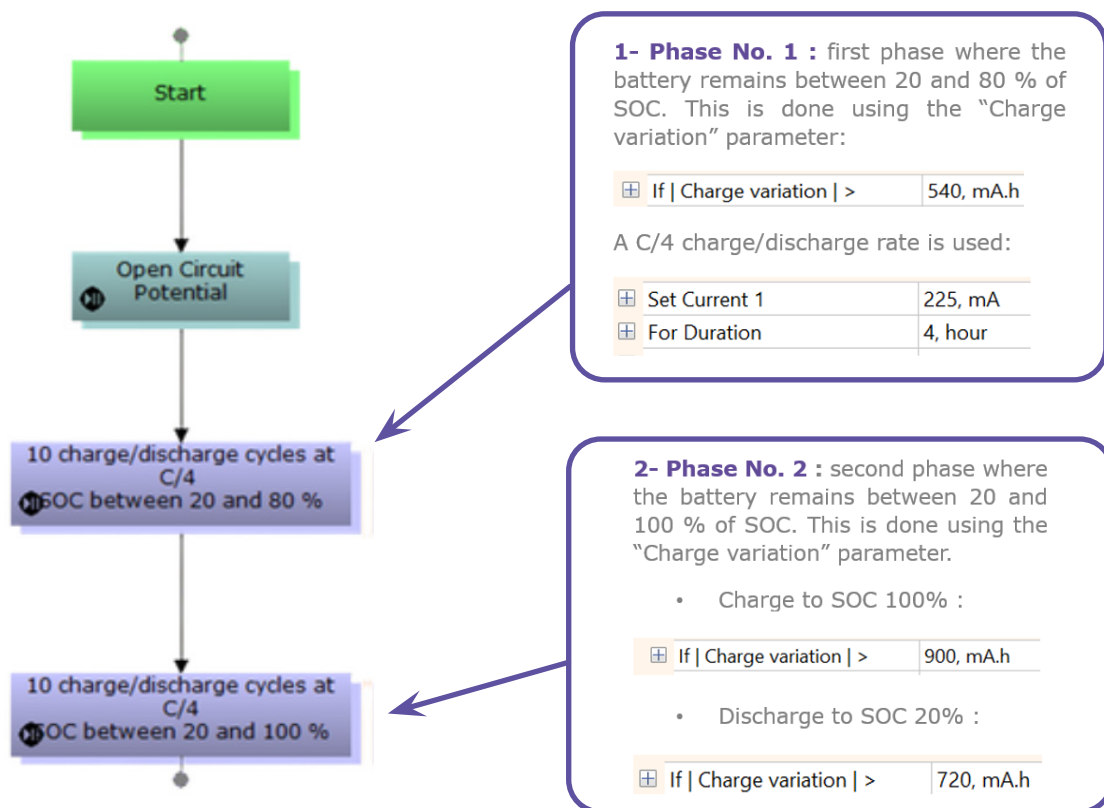 Start
Open Circuit
Potential
10 charge/discharge cycles at
C/4
SOC between 20 and 80 %
10 charge/discharge cycles at
C/4
SOC between 20 and 100 %
1- Phase No. 1 : first phase where the
battery remains between 20 and 80 % of
SOC. This is done using the “Charge
variation” parameter:
If | Charge variation | > 540, mA.h
A C/4 charge/discharge rate is used:
Set Current 1 225, mA
For Duration 4, hour
2- Phase No. 2 : second phase where
the battery remains between 20 and
100 % of SOC. This is done using the
“Charge variation” parameter.
• Charge to SOC 100% :
If | Charge variation | > 900, mA.h
• Discharge to SOC 20% :
If | Charge variation | > 720, mA.h